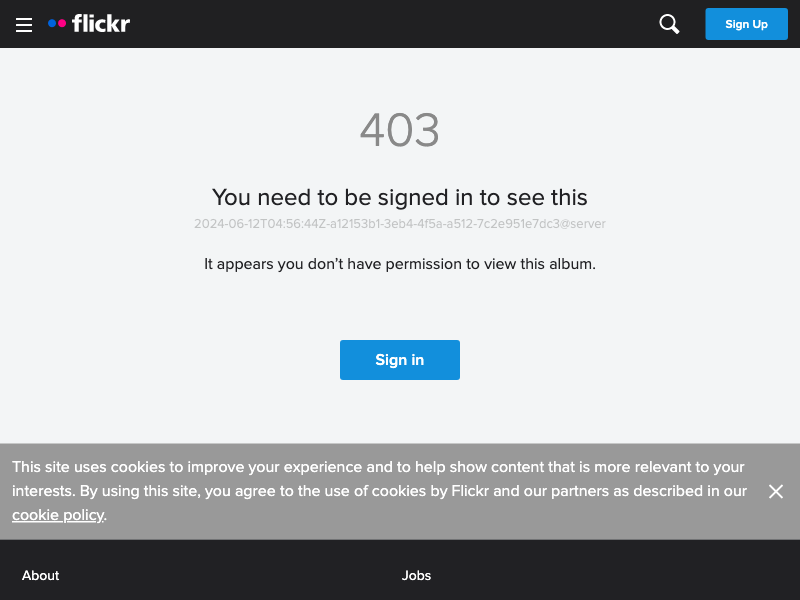 flickr
Sign Up
403
You need to be signed in to see this
2024-06-12T04:56:44Z-a12153b1-3eb4-4f5a-a512-7c2e951e7dc3@server
It appears you don't have permission to view this album.
Sign in
This site uses cookies to improve your experience and to help show content that is more relevant to your
interests. By using this site, you agree to the use of cookies by Flickr and our partners as described in our
cookie policy.
About
Jobs